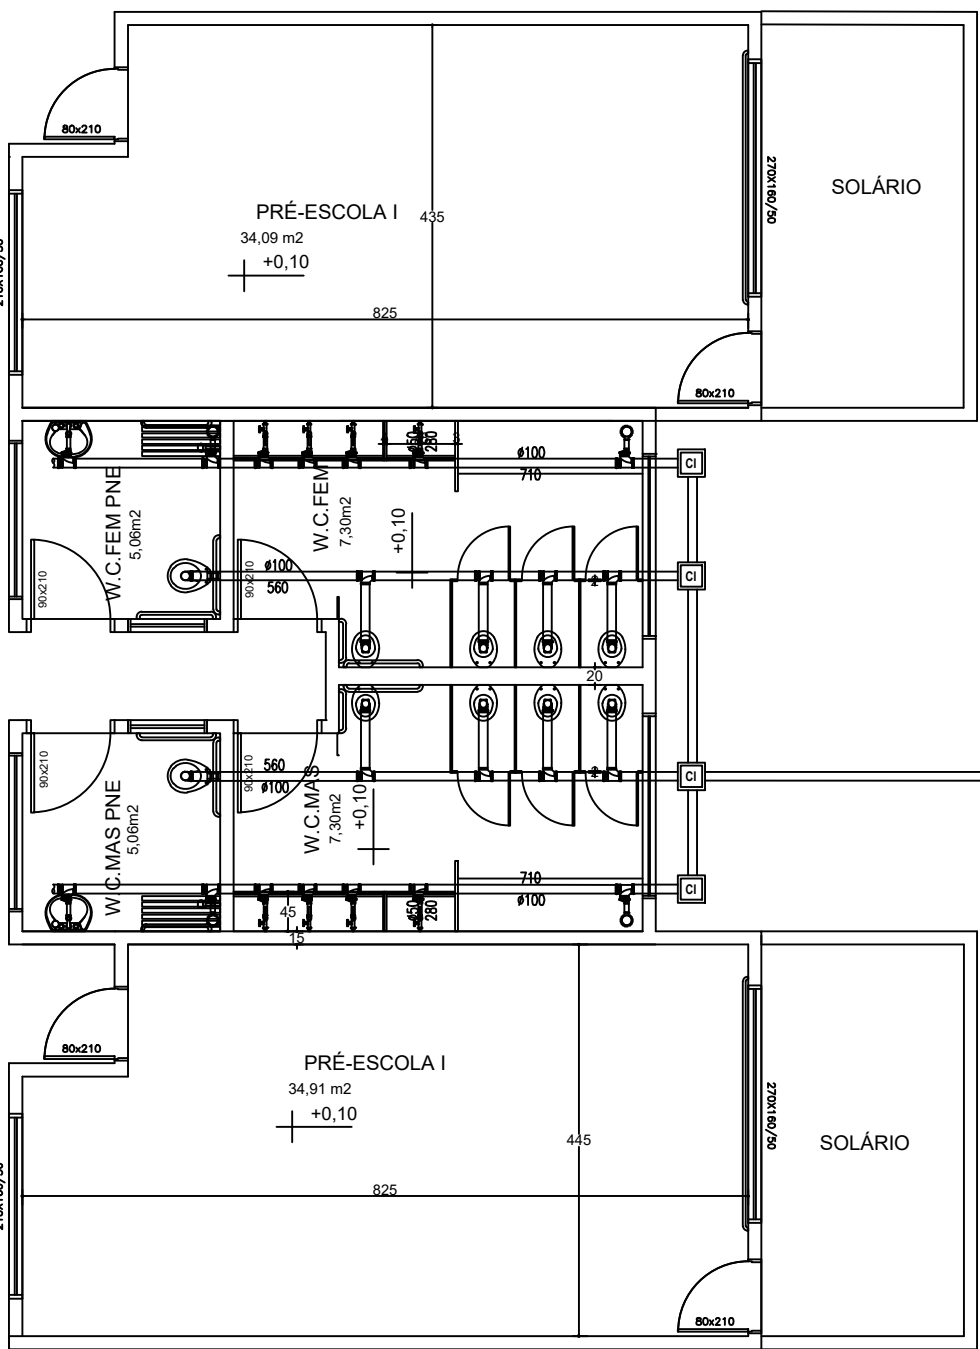 80x210
PRÉ-ESCOLA I
34,09 m2
+0,10
435
825
270X160/50
SOLÁRIO
80x210
W.C.FEM PNE
5,06m2
90x210
W.C.FEM
7,30m2
+0,10
90x210
ø50
280
ø100
710
CI
ø100
560
CI
20
W.C.MAS PNE
5,06m2
90x210
W.C.MAS
7,30m2
+0,10
90x210
560
ø100
CI
45
15
ø50
280
710
ø100
CI
80x210
PRÉ-ESCOLA I
34,91 m2
+0,10
445
825
270X160/50
SOLÁRIO
80x210